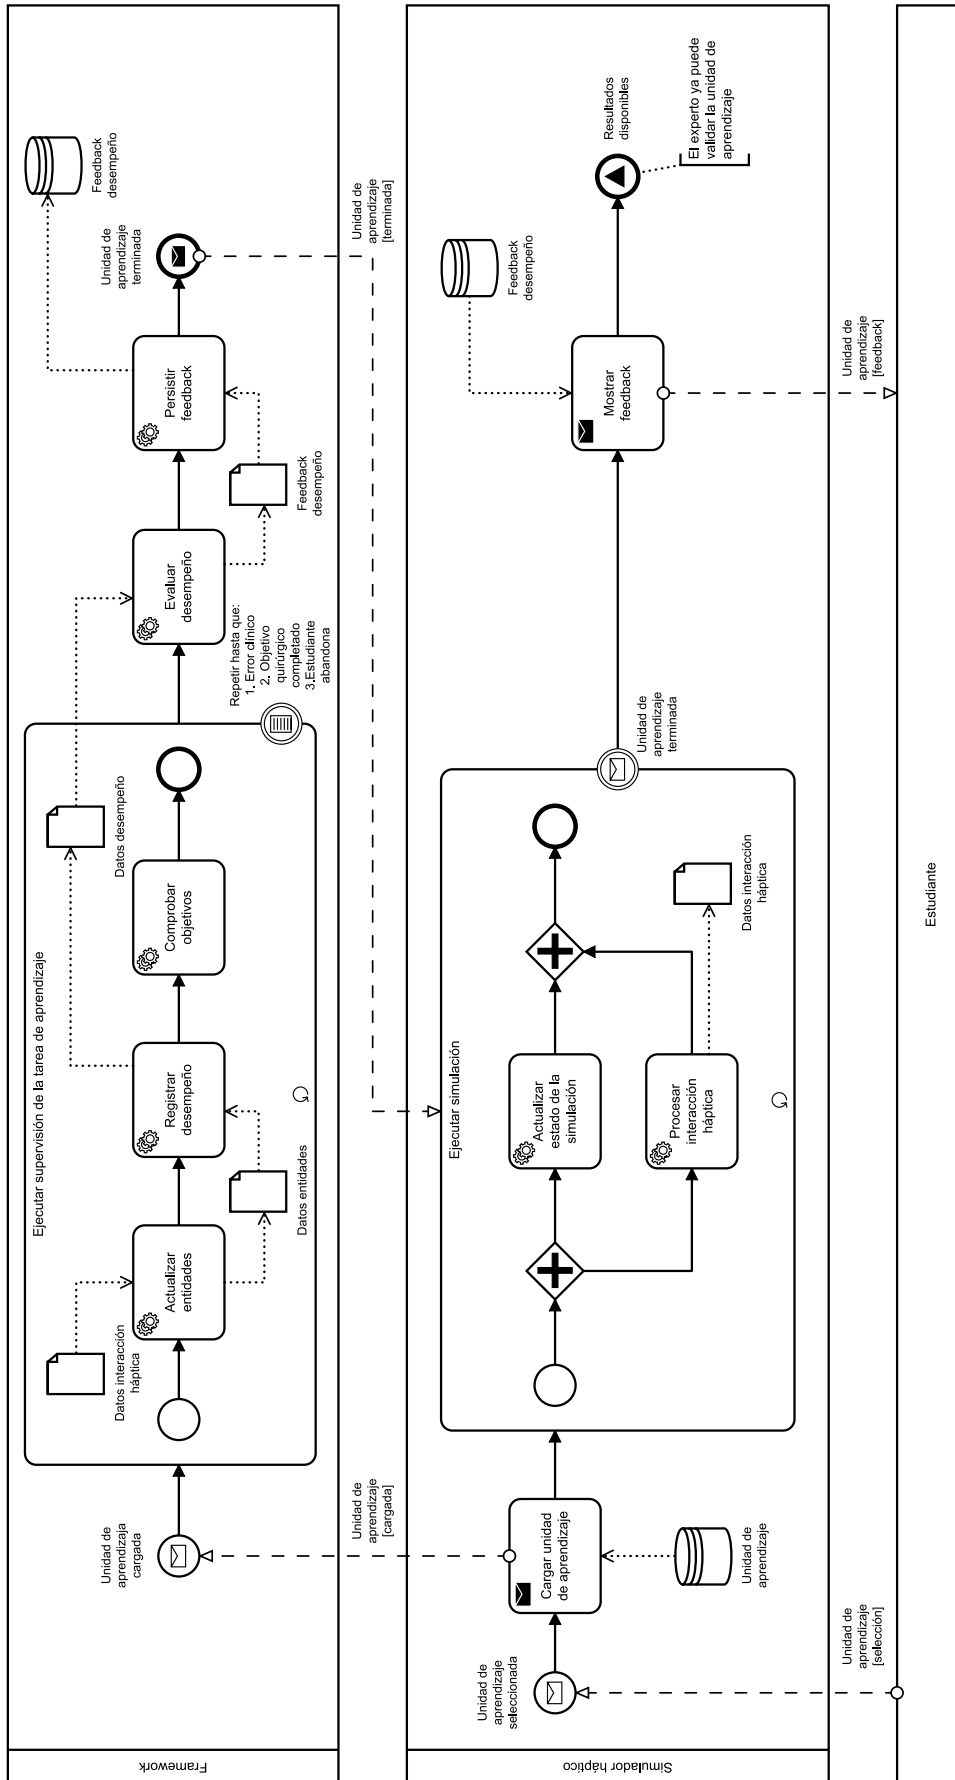 Framework
Unidad de
aprendizaja
cargada
Ejecutar supervisión de la tarea de aprendizaje
Datos interacción
háptica
Actualizar
entidades
Datos entidades
Registrar
desempeño
Datos desempeño
Comprobar
objetivos
Repetir hasta que:
1. Error clínico
2. Objetivo
quirúrgico
completado
3.Estudiante
abandona
Evaluar
desempeño
Feedback
desempeño
Persistir
feedback
Unidad de
aprendizaje
terminada
Feedback
desempeño
Unidad de
aprendizaje
[cargada]
Unidad de
aprendizaje
[terminada]
Simulador háptico
Unidad de
aprendizaje
seleccionada
Cargar unidad
de aprendizaje
Unidad de
aprendizaje
Ejecutar simulación
Actualizar
estado de la
simulación
Procesar
interacción
háptica
Datos interacción
háptica
Unidad de
aprendizaje
terminada
Mostrar
feedback
Feedback
desempeño
Resultados
disponibles
El experto ya puede
validar la unidad de
aprendizaje
Unidad de
aprendizaje
[selección]
Unidad de
aprendizaje
[feedback]
Estudiante